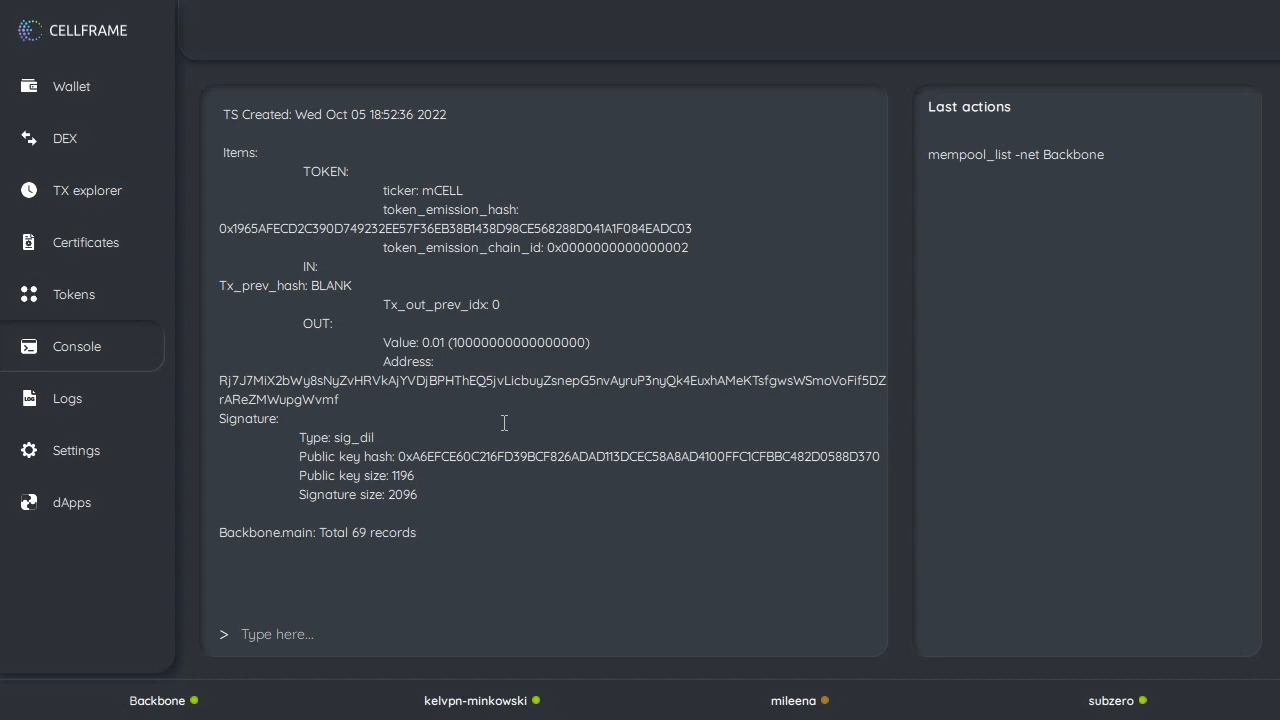 CELLFRAME
Wallet
DEX
TX explorer
Certificates
Tokens
Console
Logs
Settings
dApps
TS Created: Wed Oct 05 18:52:36 2022
Items:
TOKEN:
ticker: mCELL
token_emission_hash:
0x1965AFECD2C390D749232EE57F36EB38B1438D98CE568288D041A1F084EADC03
token_emission_chain_id: 0x0000000000000002
IN:
Tx_prev_hash: BLANK
Tx_out_prev_idx: 0
OUT:
Value: 0.01 (10000000000000000)
Address:
Rj7J7MiX2bWy8sNyZvHRVkAjYVDjBPHThEQ5jvLicbuyZsnepG5nvAyruP3nyQk4EuxhAMeKTsfgwsWSmoVoFif5DZ
rAReZMWupgWvmf
Signature:
Type: sig_dil
Public key hash: 0xA6EFCE60C216FD39BCF826ADAD113DCEC58A8AD4100FFC1CFBBC482D0588D370
Public key size: 1196
Signature size: 2096
Backbone.main: Total 69 records
> Type here...
Last actions
mempool_list -net Backbone
Backbone
kelvpn-minkowski
mileena
subzero